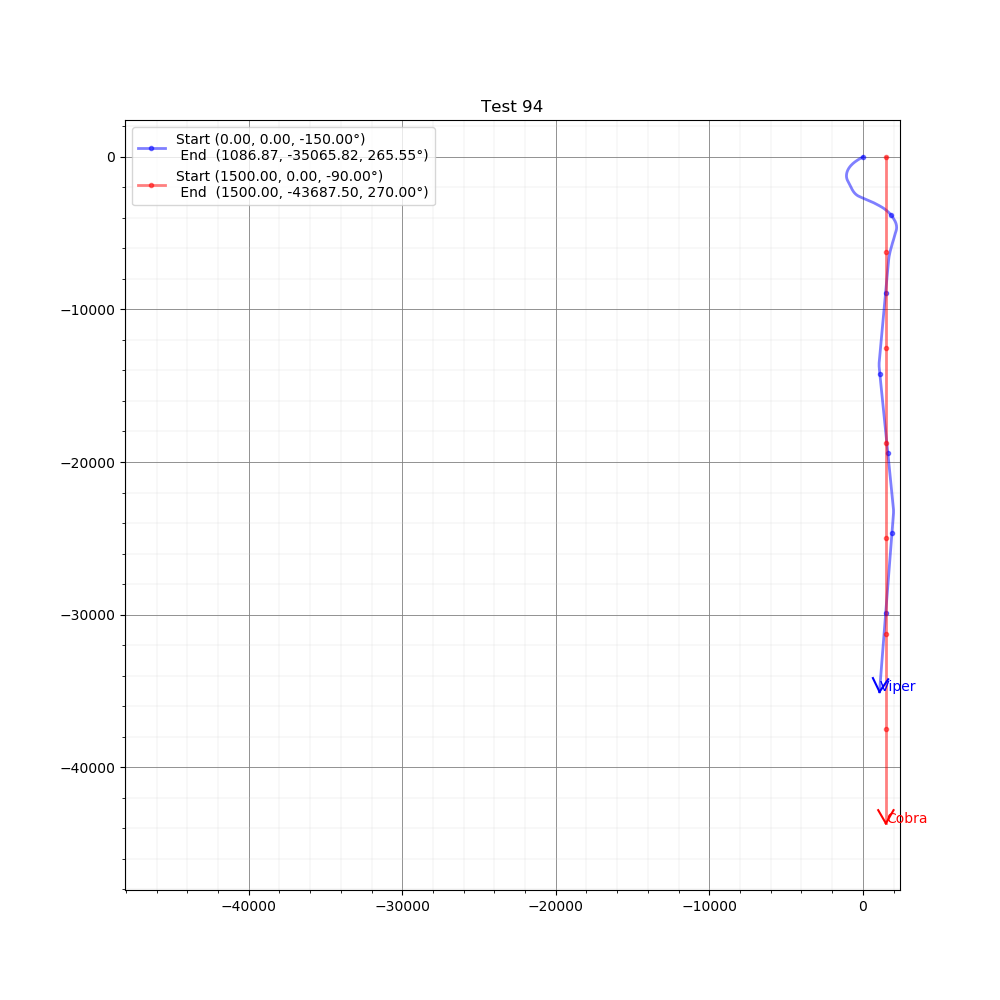 Test 94
Start (0.00, 0.00, -150.00°)
End  (1086.87, -35065.82, 265.55°)
Start (1500.00, 0.00, -90.00°)
End  (1500.00, -43687.50, 270.00°)
0
−10000
−20000
−30000
−40000
Viper
Cobra
−40000
−30000
−20000
−10000
0